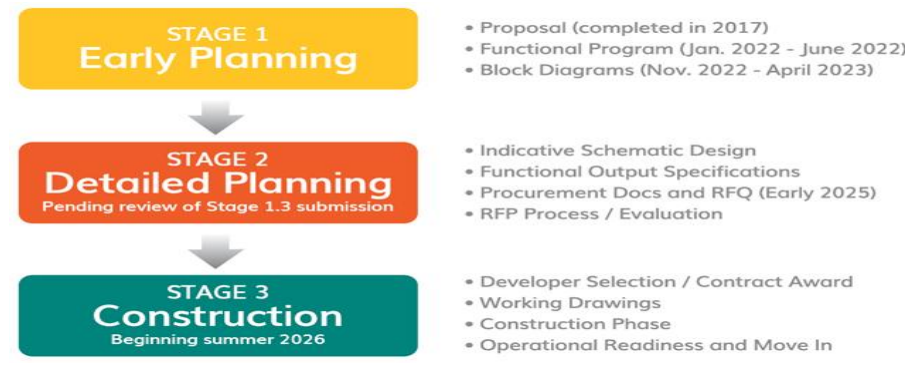 STAGE 1
Early Planning
• Proposal (completed in 2017)
• Functional Program (Jan. 2022 - June 2022)
• Block Diagrams (Nov. 2022 - April 2023)
STAGE 2
Detailed Planning
Pending review of Stage 1.3 submission
• Indicative Schematic Design
• Functional Output Specifications
• Procurement Docs and RFQ (Early 2025)
• RFP Process / Evaluation
STAGE 3
Construction
Beginning summer 2026
• Developer Selection / Contract Award
• Working Drawings
• Construction Phase
• Operational Readiness and Move In